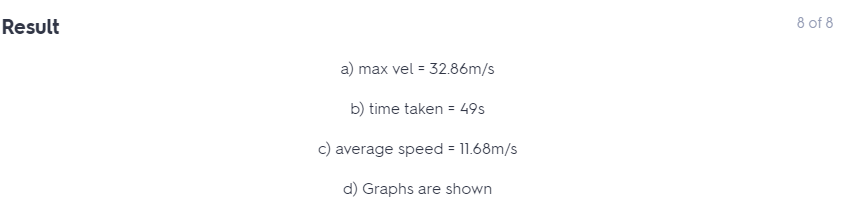 Result
8 of 8
a) max vel = 32.86m/s
b) time taken = 49s
c) average speed = 11.68m/s
d) Graphs are shown